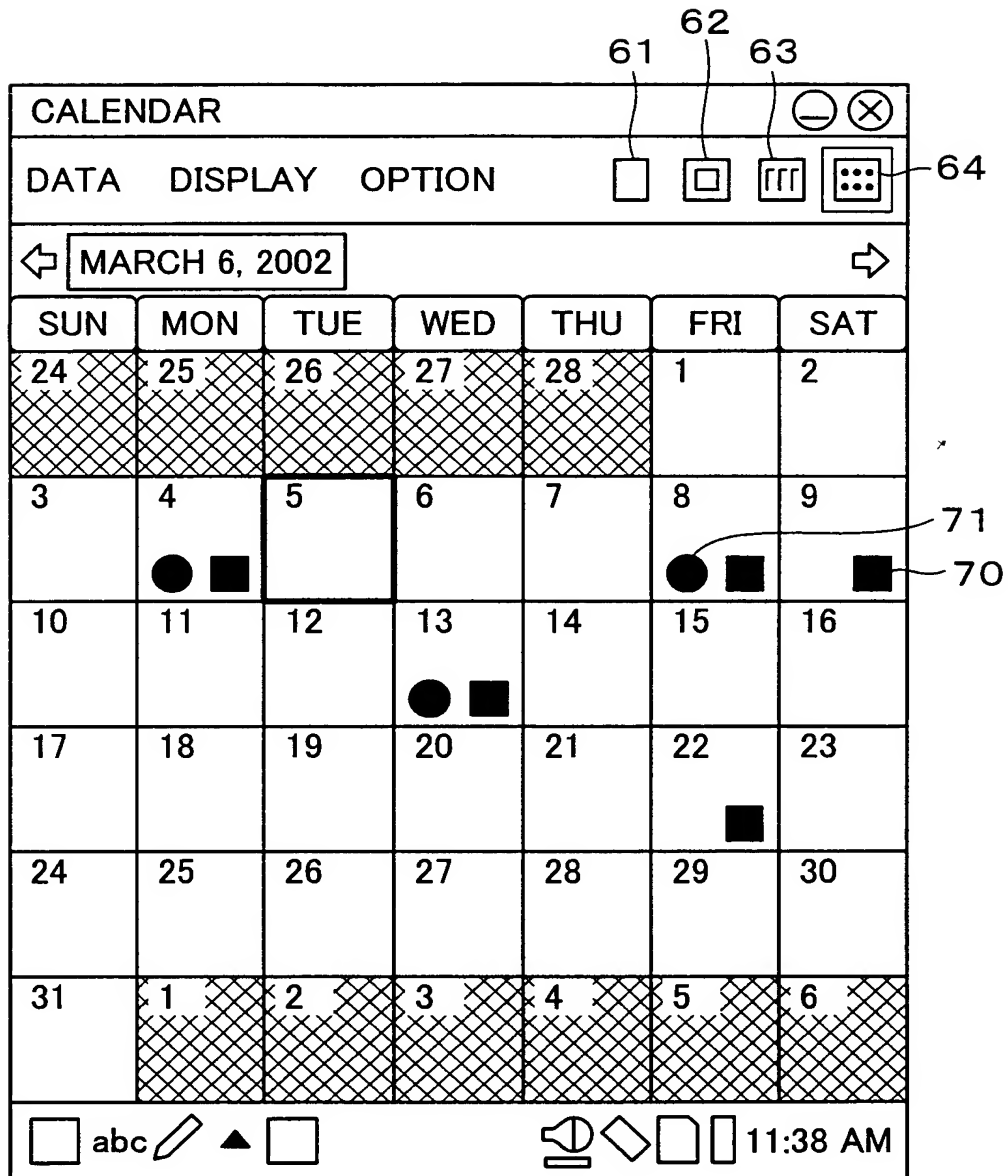 62
61 63
CALENDAR
DATA DISPLAY OPTION 64
MARCH 6, 2002
SUN MON TUE WED THU FRI SAT
24 25 26 27 28 1 2
3 4 5 6 7 8 9
71
70
10 11 12 13 14 15 16
17 18 19 20 21 22 23
24 25 26 27 28 29 30
31 1 2 3 4 5 6
abc 11:38 AM